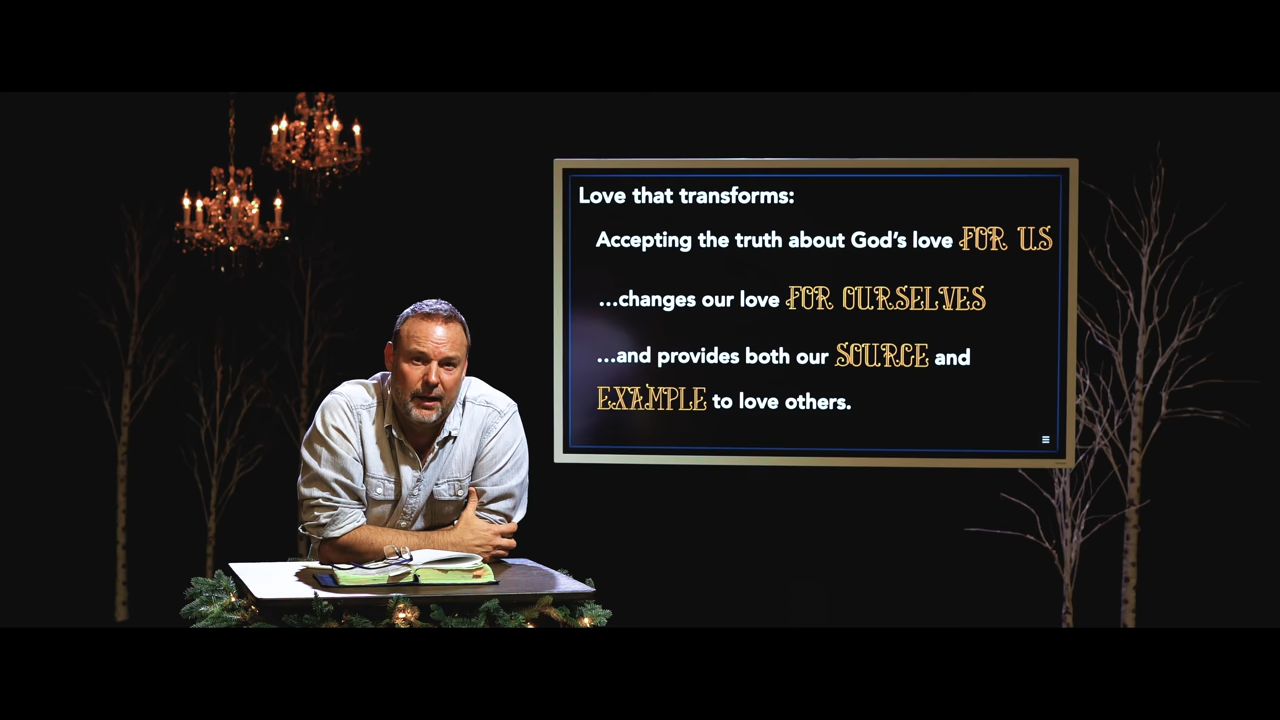 Love that transforms:
Accepting the truth about God’s love FOR US
...changes our love FOR OURSELVES
...and provides both our SOURCE and
EXAMPLE to love others.